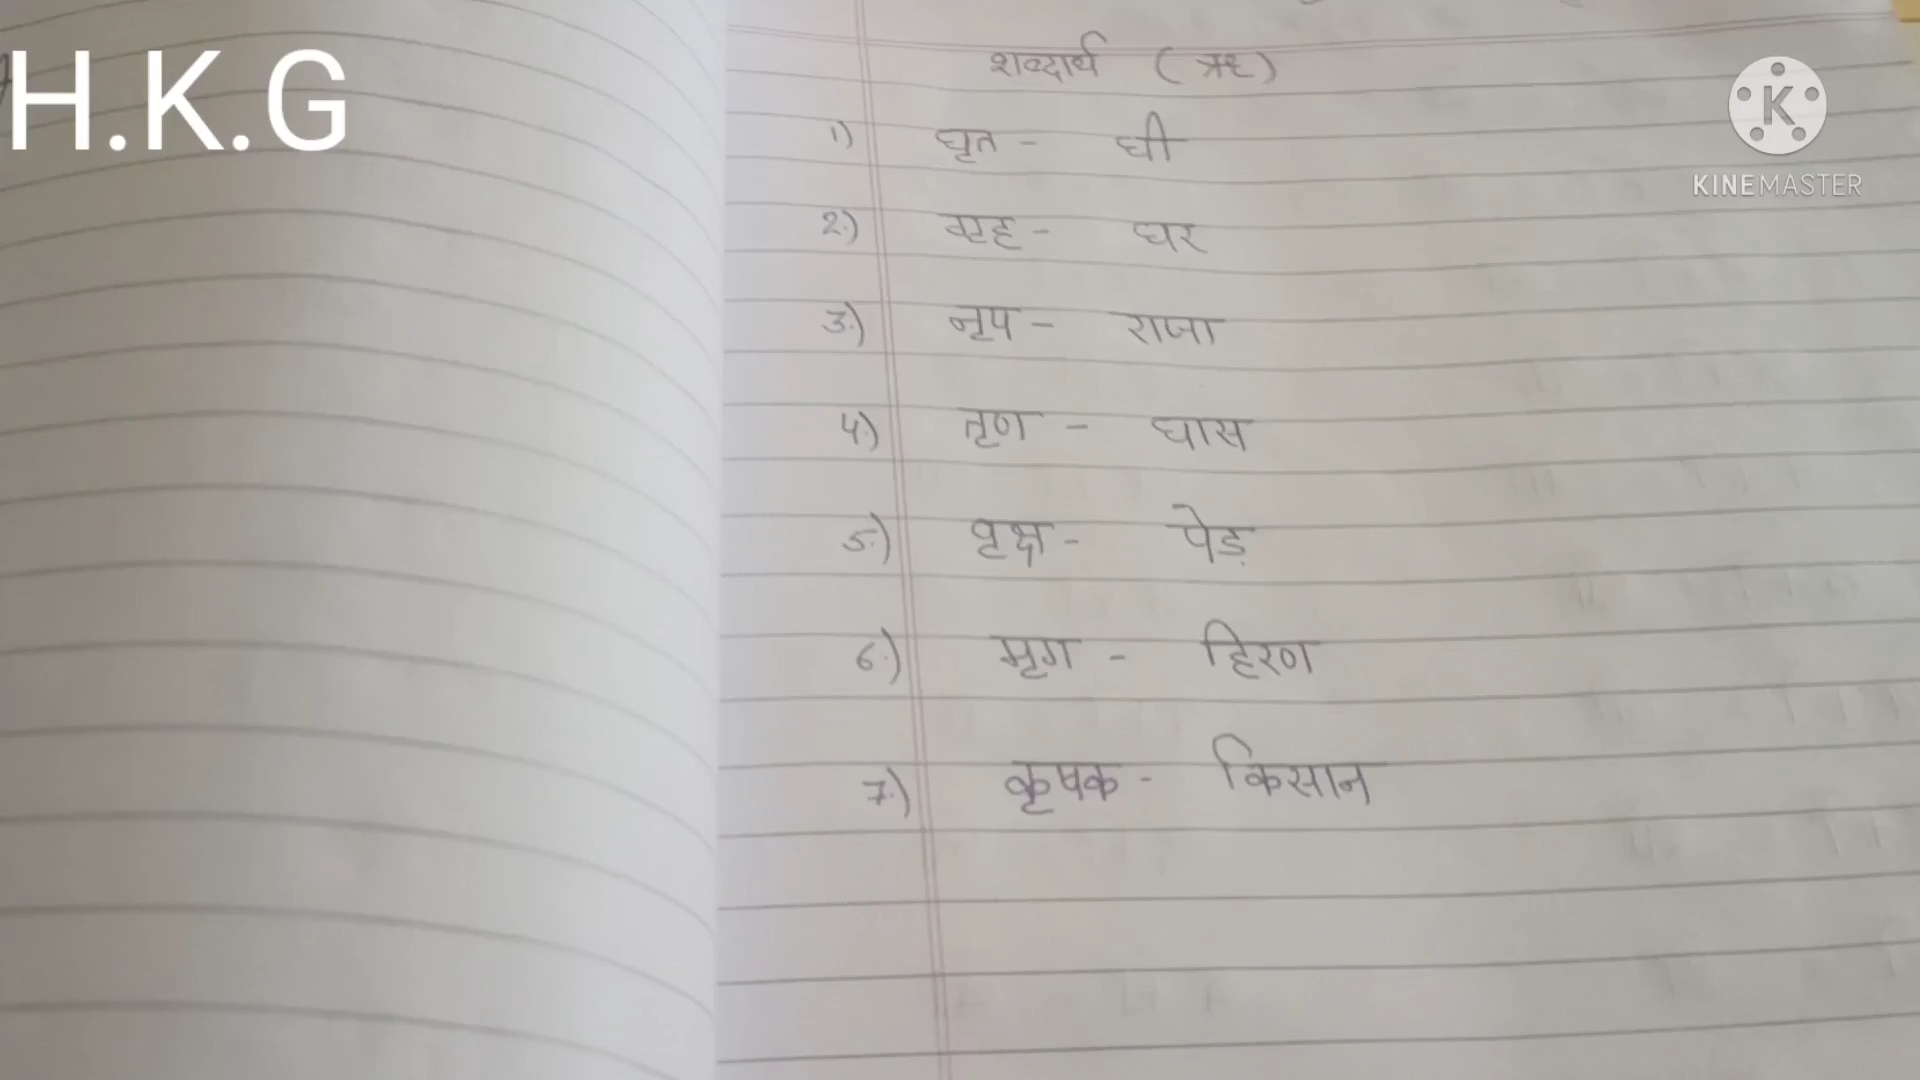 H.K.G
शब्दार्थ (ऋ)
1) घृत - घी
2.) गृह - घर
3.) नृप - राजा
4.) तृण - घास
5.) वृक्ष - पेड़
6.) मृग - हिरण
7.) कृषक - किसान
K
KINEMASTER